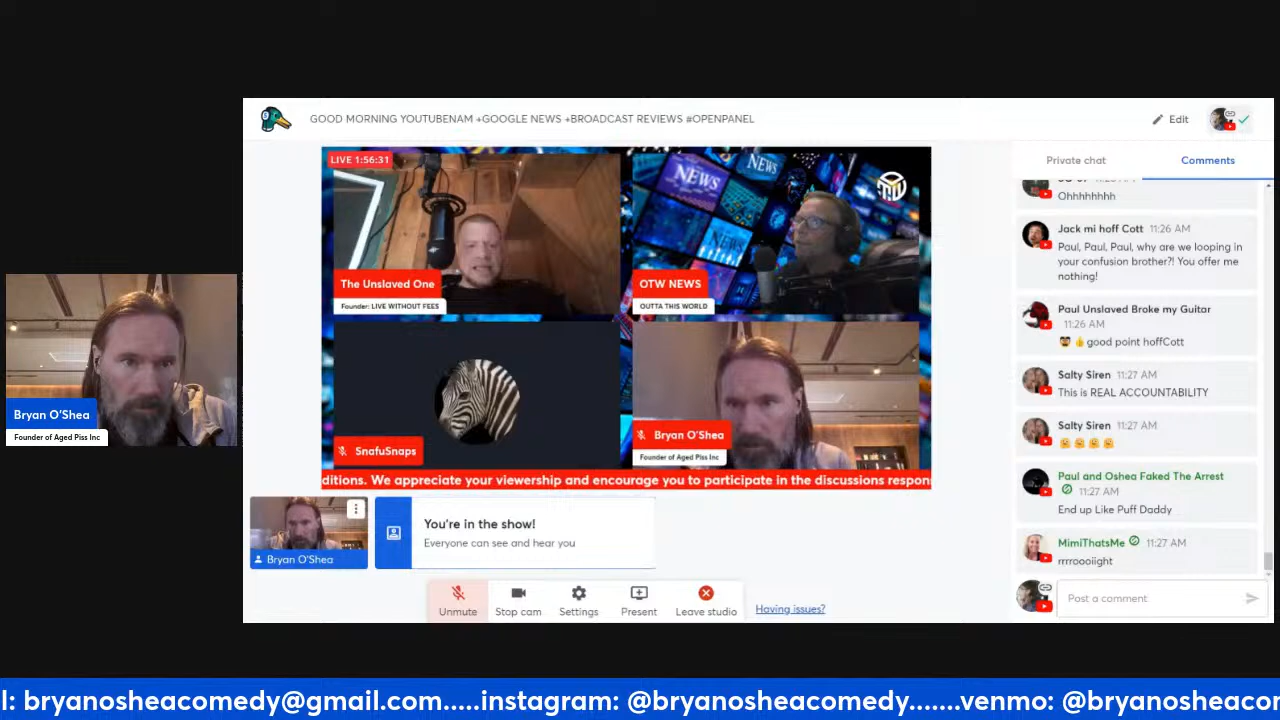 GOOD MORNING YOUTUBENAM +GOOGLE NEWS +BROADCAST REVIEWS #OPENPANEL
Edit
LIVE 1:56:31
NEWS
NEWS
NEWS
The Unslaved One
Founder: LIVE WITHOUT FEES
OTW NEWS
OUTTA THIS WORLD
SnafuSnaps
Bryan O'Shea
Founder of Aged Piss Inc
ditions. We appreciate your viewership and encourage you to participate in the discussions respon
Bryan O'Shea
Founder of Aged Piss Inc
Bryan O'Shea
You're in the show!
Everyone can see and hear you
Unmute
Stop cam
Settings
Present
Leave studio
Having issues?
Private chat
Comments
Ohhhhhhhh
Jack mi hoff Cott 11:26 AM
Paul, Paul, Paul, why are we looping in
your confusion brother?! You offer me
nothing!
Paul Unslaved Broke my Guitar
11:26 AM
good point hoffCott
Salty Siren 11:27 AM
This is REAL ACCOUNTABILITY
Salty Siren 11:27 AM
Paul and Oshea Faked The Arrest
11:27 AM
End up Like Puff Daddy
MimiThatsMe 11:27 AM
rrrroooiight
Post a comment
l: bryanosheacomedy@gmail.com.....instagram: @bryanosheacomedy.......venmo: @bryanosheacor